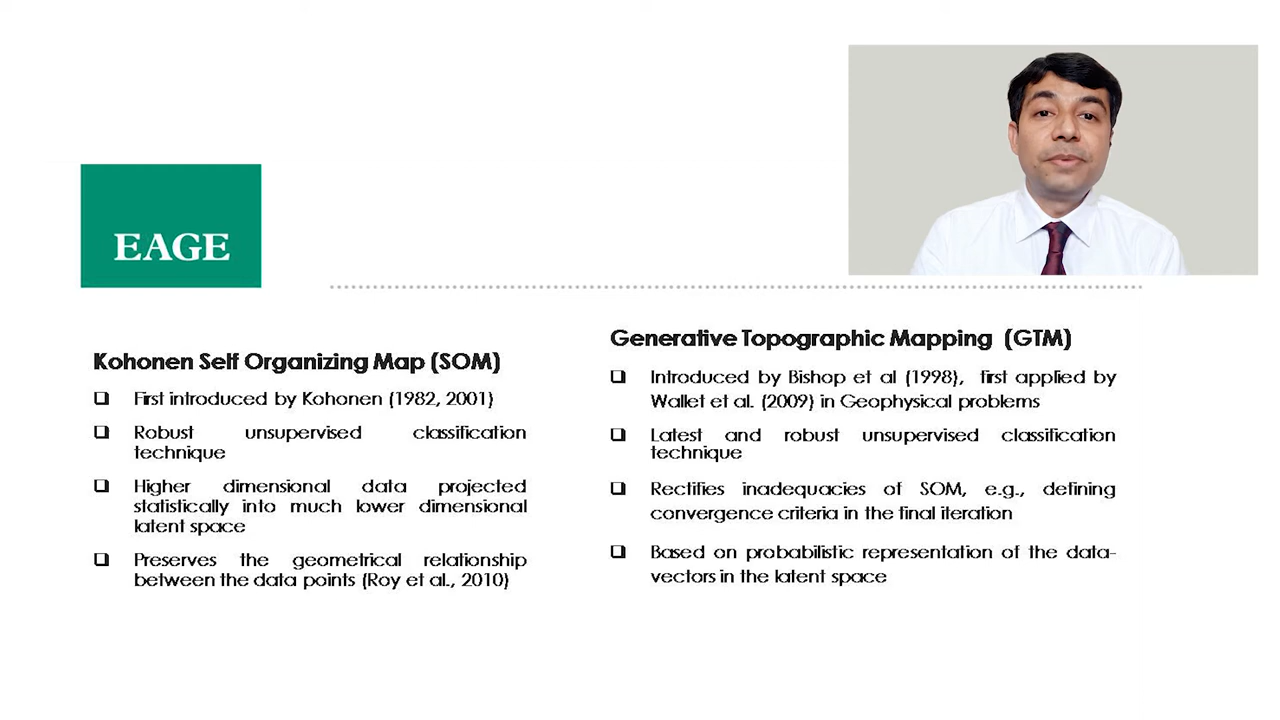 EAGE
Kohonen Self Organizing Map (SOM)
❑ First introduced by Kohonen (1982, 2001)
❑ Robust unsupervised classification
technique
❑ Higher dimensional data projected
statistically into much lower dimensional
latent space
❑ Preserves the geometrical relationship
between the data points (Roy et al., 2010)
Generative Topographic Mapping (GTM)
❑ Introduced by Bishop et al (1998), first applied by
Wallet et al. (2009) in Geophysical problems
❑ Latest and robust unsupervised classification
technique
❑ Rectifies inadequacies of SOM, e.g., defining
convergence criteria in the final iteration
❑ Based on probabilistic representation of the data-
vectors in the latent space